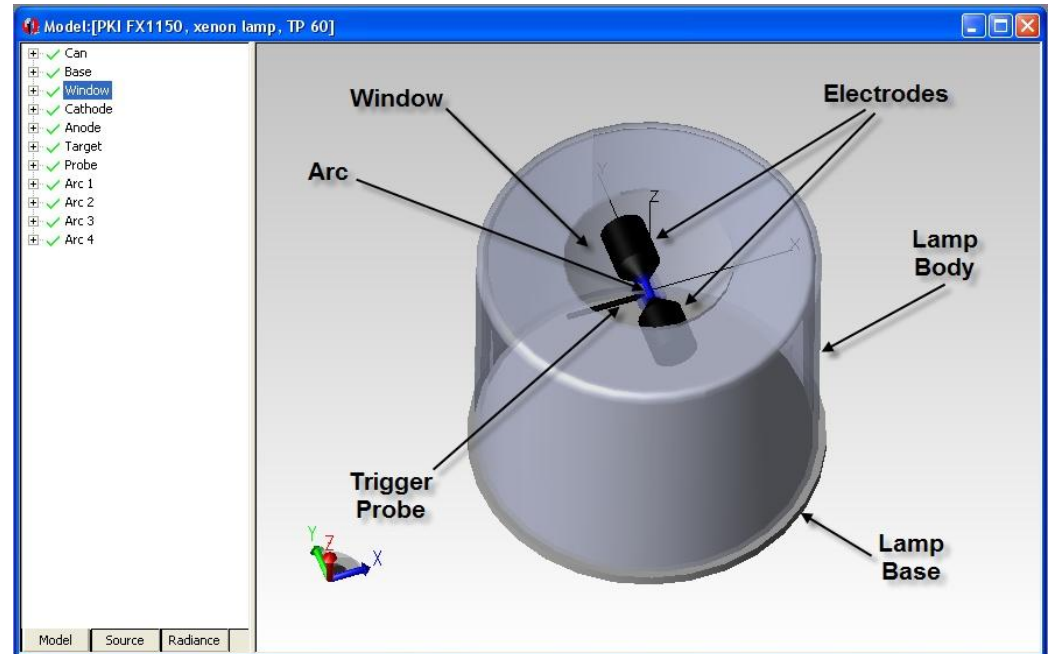 Model:[PKI FX1150, xenon lamp, TP 60]
Can
Base
Window
Cathode
Anode
Target
Probe
Arc 1
Arc 2
Arc 3
Arc 4
Window
Electrodes
Arc
Y
Z
X
Lamp
Body
Trigger
Probe
Lamp
Base
Y
Z
X
Model
Source
Radiance